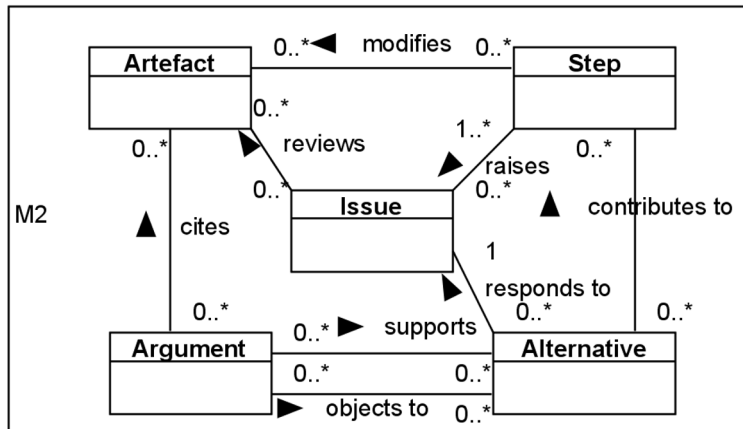 0..* modifies 0..*
Artefact
Step
0..*
1..*
0..*
reviews
0..*
raises
0..*
0..*
Issue
M2
cites
contributes to
1
responds to
0..*
0..*
0..*
0..* supports
Argument
Alternative
0..*
0..*
objects to
0..*